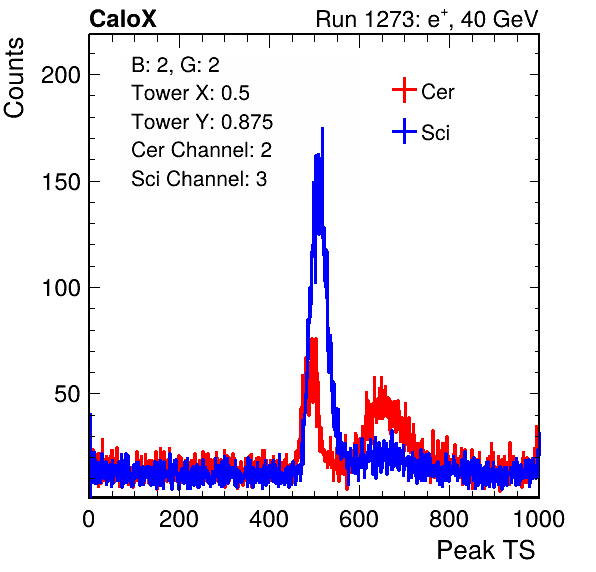 CaloX Run 1273: e⁺, 40 GeV
Counts
B: 2, G: 2
Tower X: 0.5
Tower Y: 0.875
Cer Channel: 2
Sci Channel: 3
Cer
Sci
200
150
100
50
0 200 400 600 800 1000
Peak TS